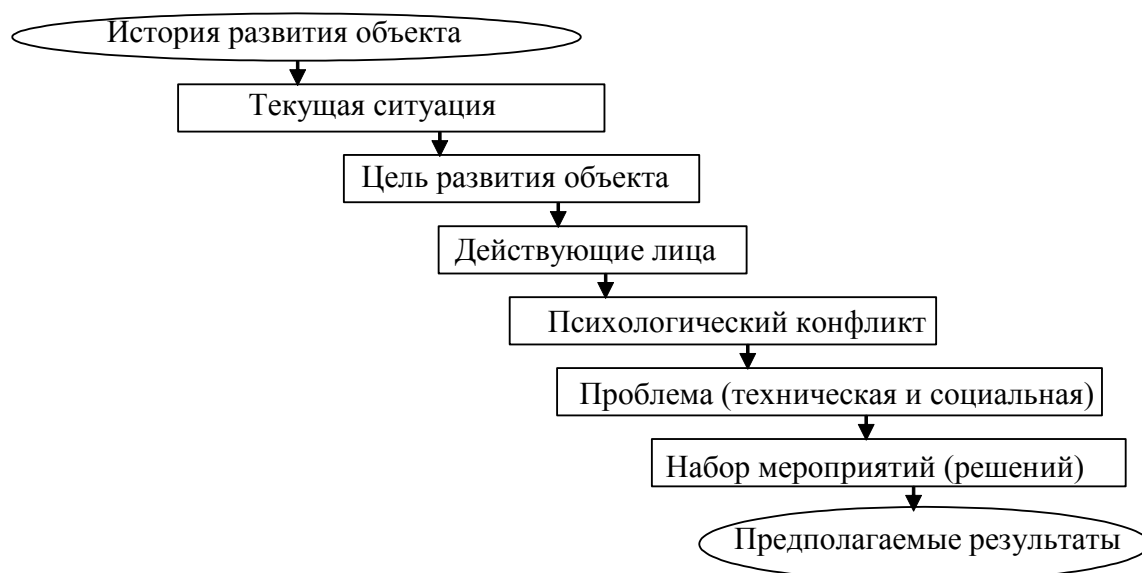 История развития объекта
Текущая ситуация
Цель развития объекта
Действующие лица
Психологический конфликт
Проблема (техническая и социальная)
Набор мероприятий (решений)
Предполагаемые результаты